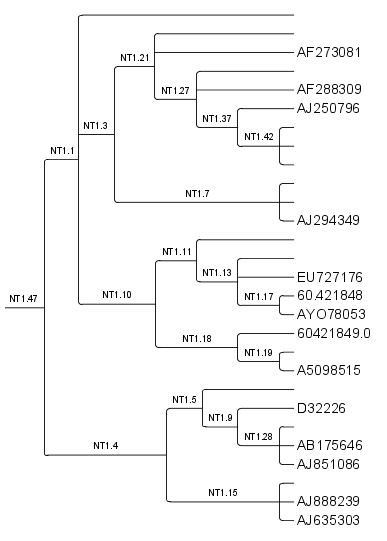 NT1.21
AF273081
AF288309
NT1.27
AJ250796
NT1.37
NT1.3
NT1.42
NT1.1
NT1.7
AJ294349
NT1.11
NT1.13
EU727176
60.421848
NT1.10
NT1.17
NT1.47
AYO78053
60421849.0
NT1.18
NT1.19
A5098515
NT1.5
D32226
NT1.9
NT1.28
NT1.4
AB175646
AJ851086
NT1.15
AJ888239
AJ635303